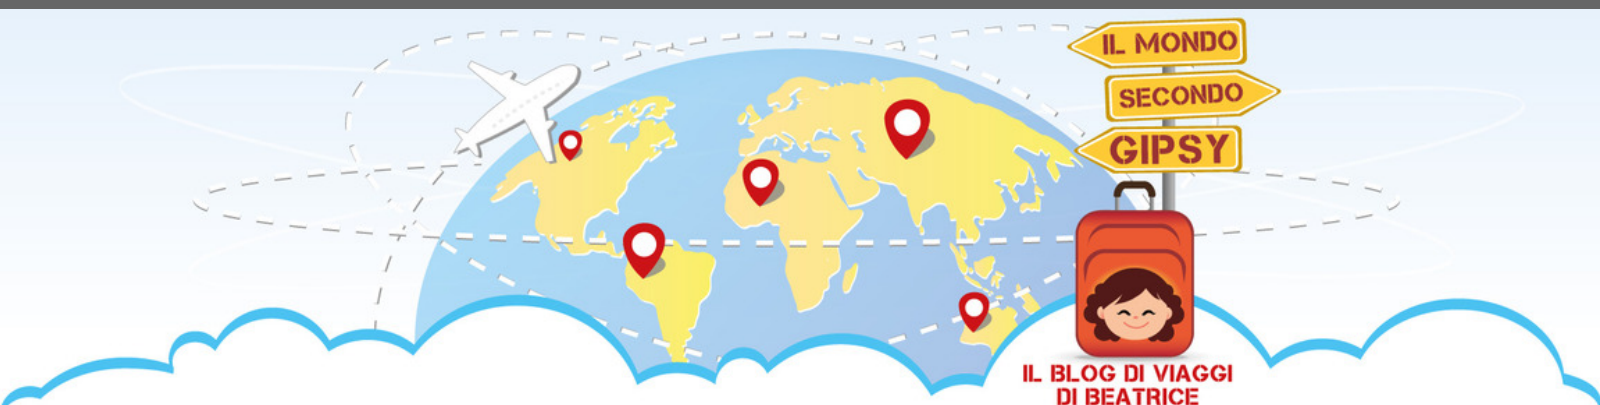 IL MONDO
SECONDO
GIPSY
IL BLOG DI VIAGGI
DI BEATRICE